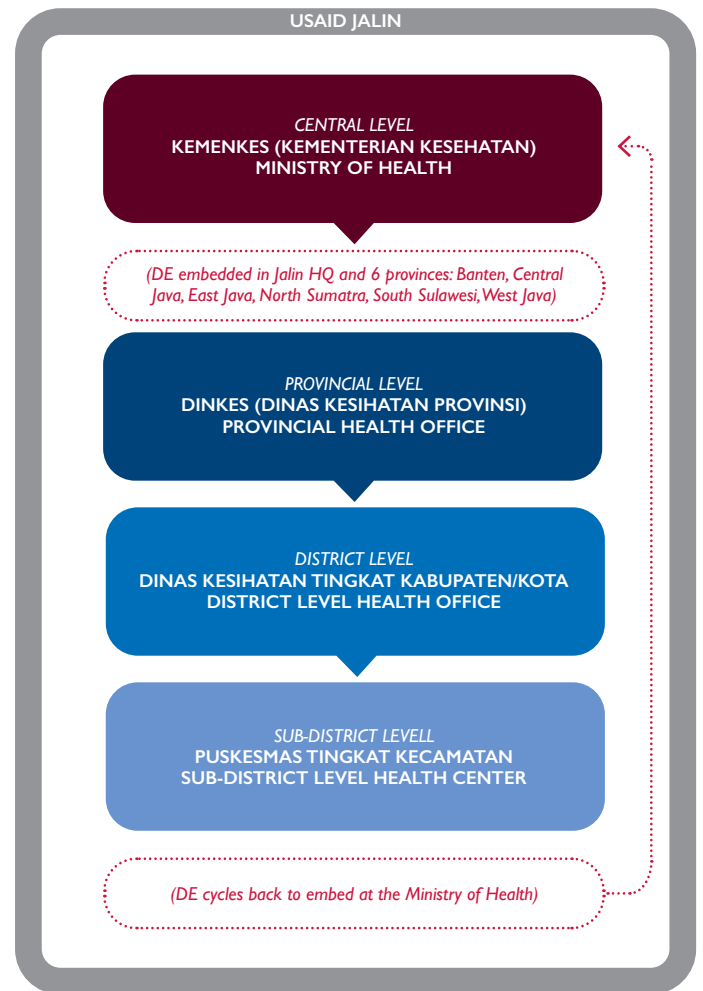 USAID JALIN
CENTRAL LEVEL
KEMENKES (KEMENTERIAN KESEHATAN)
MINISTRY OF HEALTH
(DE embedded in Jalin HQ and 6 provinces: Banten, Central
Java, East Java, North Sumatra, South Sulawesi, West Java)
PROVINCIAL LEVEL
DINKES (DINAS KESIHATAN PROVINSI)
PROVINCIAL HEALTH OFFICE
DISTRICT LEVEL
DINAS KESIHATAN TINGKAT KABUPATEN/KOTA
DISTRICT LEVEL HEALTH OFFICE
SUB-DISTRICT LEVELL
PUSKESMAS TINGKAT KECAMATAN
SUB-DISTRICT LEVEL HEALTH CENTER
(DE cycles back to embed at the Ministry of Health)